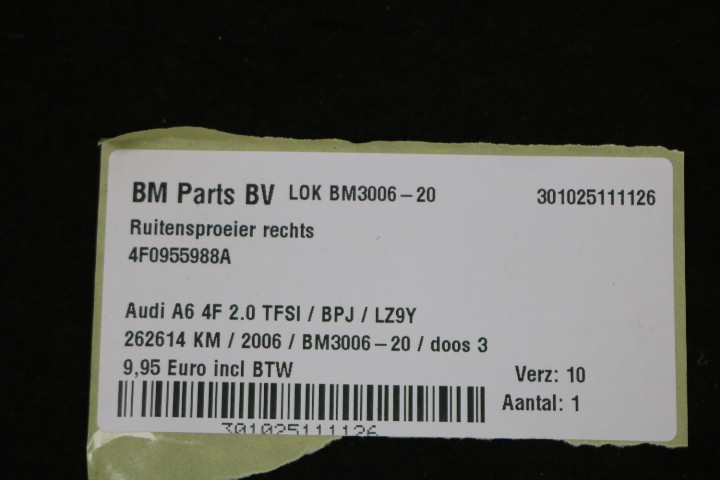 BM Parts BV LOK BM3006-20 301025111126
Ruitensproeier rechts
4F0955988A
Audi A6 4F 2.0 TFSI / BPJ / LZ9Y
262614 KM / 2006 / BM3006-20 / doos 3
9,95 Euro incl BTW
Verz: 10
Aantal: 1
301025111126